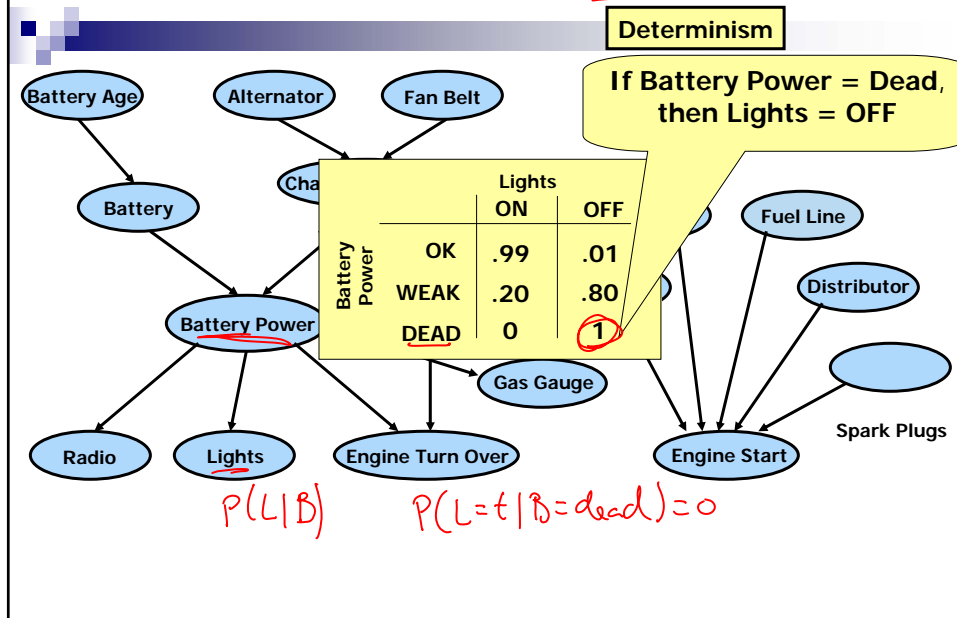 Determinism
If Battery Power = Dead,
then Lights = OFF
Battery Age
Alternator
Fan Belt
Battery
Fuel Line
Lights
ON OFF
Battery
Power
OK .99 .01
WEAK .20 .80
DEAD 0 1
Battery Power
Distributor
Gas Gauge
Spark Plugs
Radio
Lights
Engine Turn Over
Engine Start
P(L|B)
P(L=t|B=dead)=0